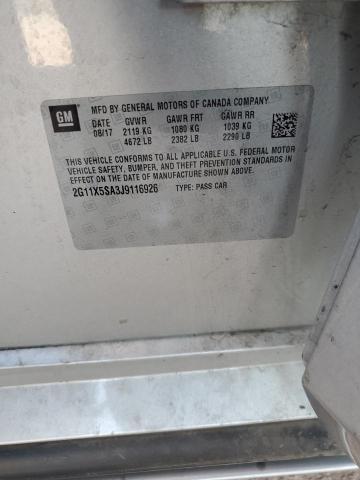 GM
MFD BY GENERAL MOTORS OF CANADA COMPANY
DATE GVWR GAWR FRT GAWR RR
08/17 2119 KG 1080 KG 1039 KG
4672 LB 2382 LB 2290 LB
THIS VEHICLE CONFORMS TO ALL APPLICABLE U.S. FEDERAL MOTOR
VEHICLE SAFETY, BUMPER, AND THEFT PREVENTION STANDARDS IN
EFFECT ON THE DATE OF MANUFACTURE SHOWN ABOVE.
2G11X5SA3J9116926 TYPE: PASS CAR